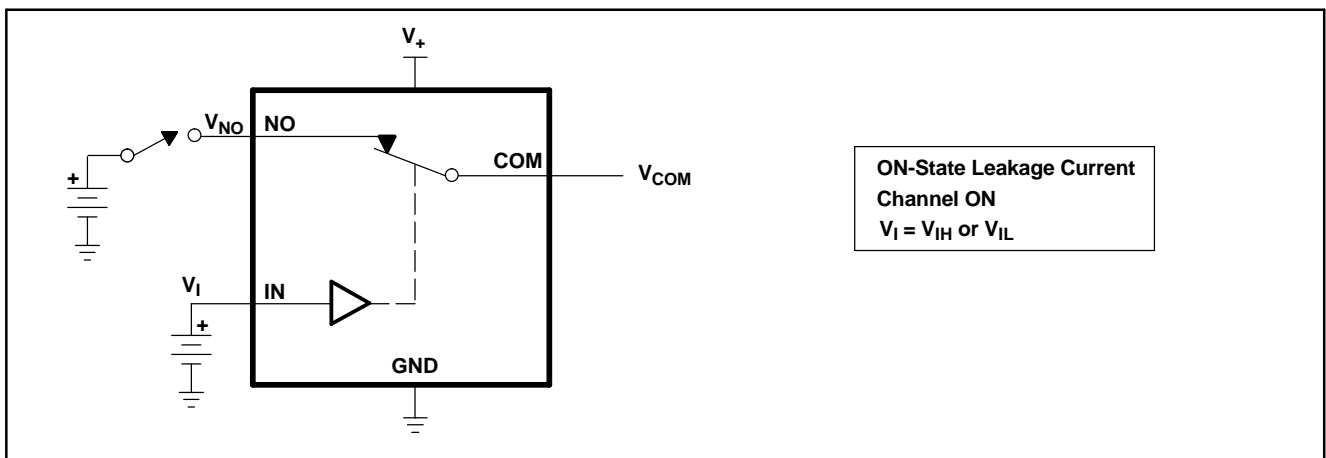 V+
VNO NO
COM
VCOM
+
VI IN
+
GND
ON-State Leakage Current
Channel ON
VI = VIH or VIL